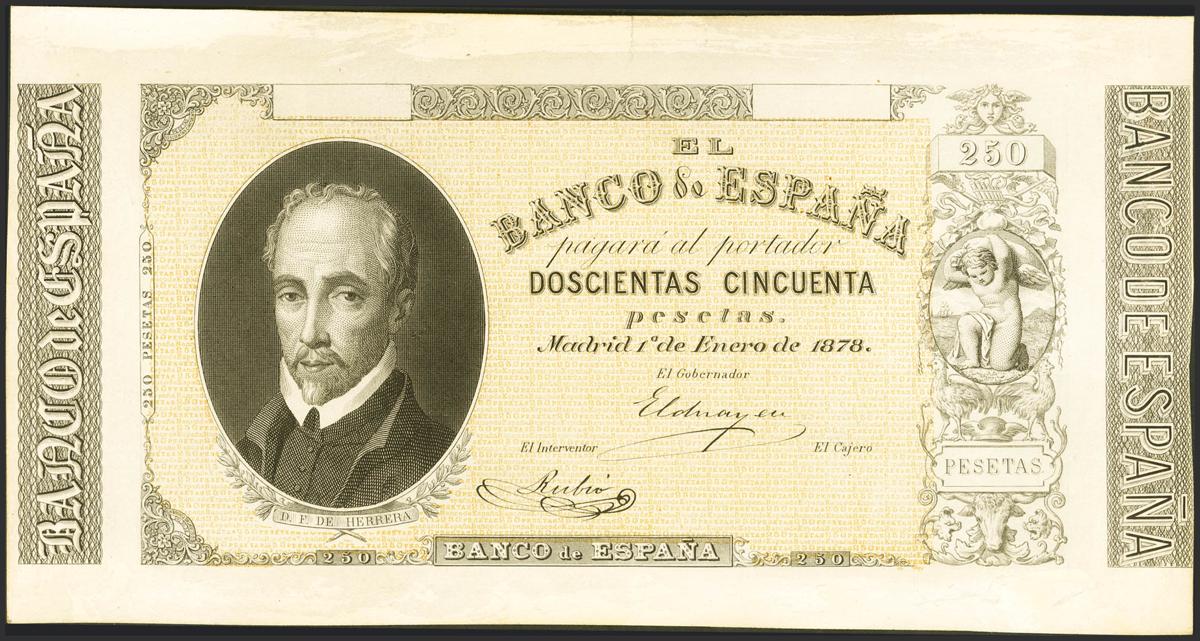 BANCO de ESPAÑA
250 PESETAS 250
D. F. DE HERRERA
EL
BANCO de ESPAÑA
pagará al portador
DOSCIENTAS CINCUENTA
pesetas.
Madrid 1º de Enero de 1878.
El Gobernador
Elduayen
El Interventor
El Cajero
Rubio
250
BANCO de ESPAÑA
250
250
PESETAS
BANCO DE ESPAÑA